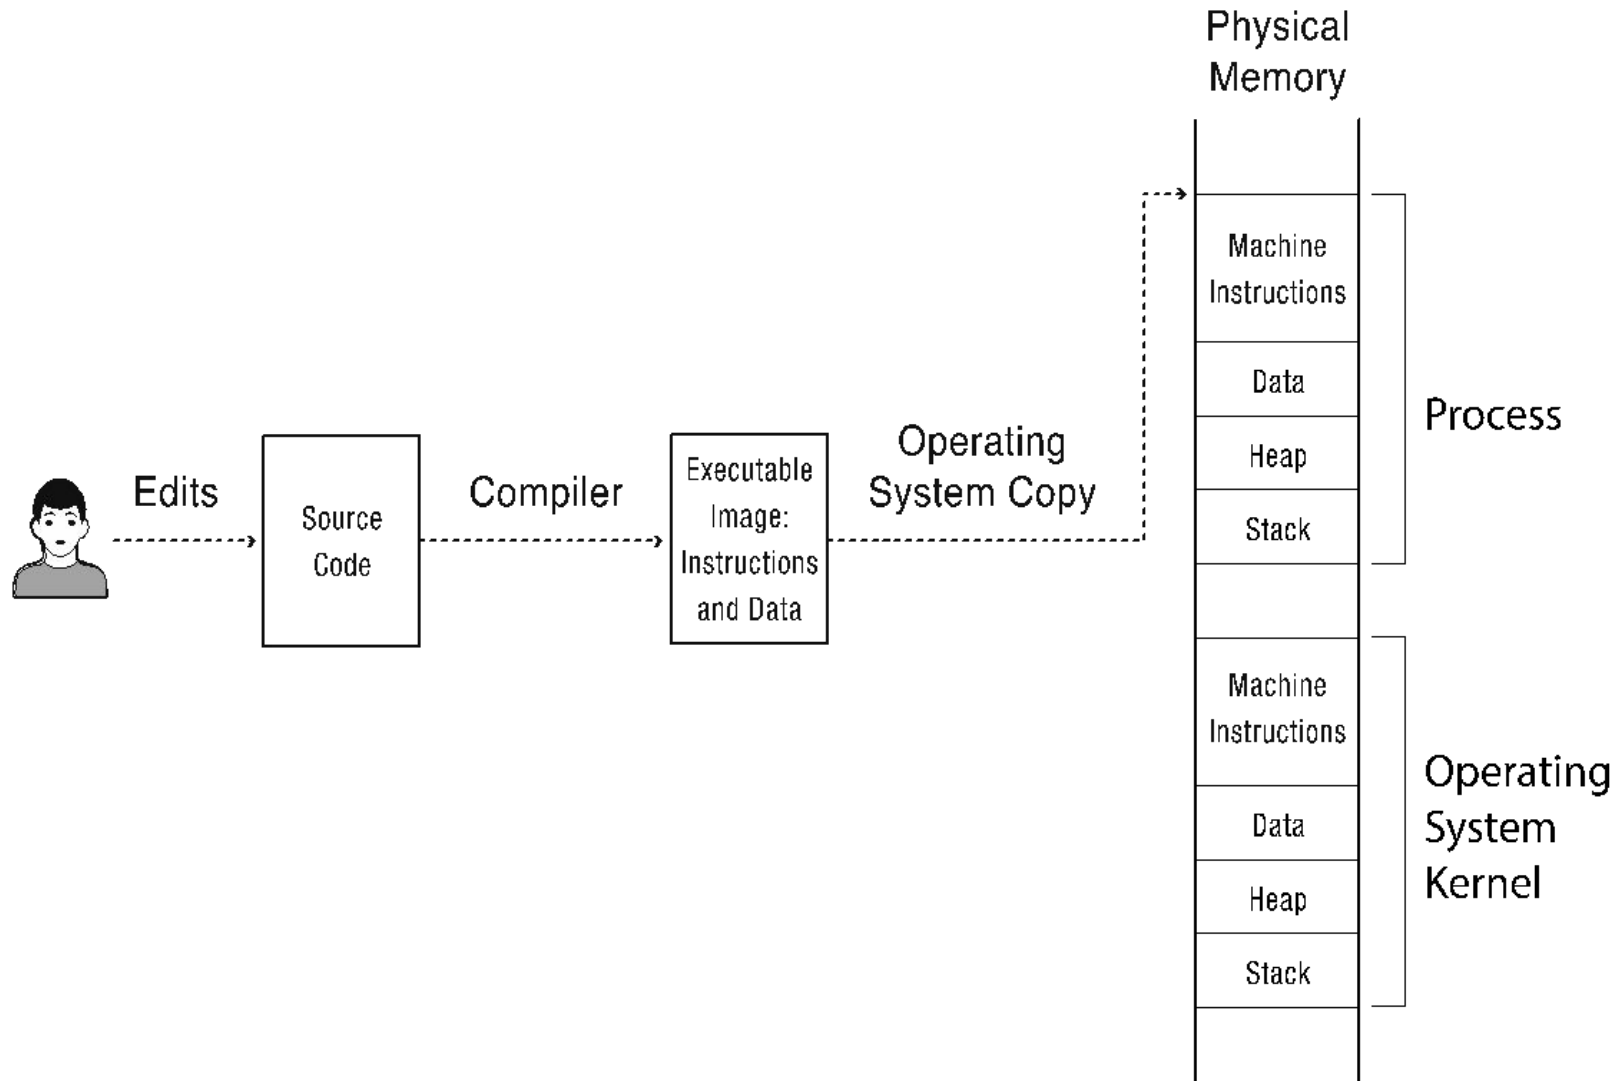 Physical
Memory
Edits
Source
Code
Compiler
Executable
Image:
Instructions
and Data
Operating
System Copy
Machine
Instructions
Data
Heap
Stack
Process
Machine
Instructions
Data
Heap
Stack
Operating
System
Kernel